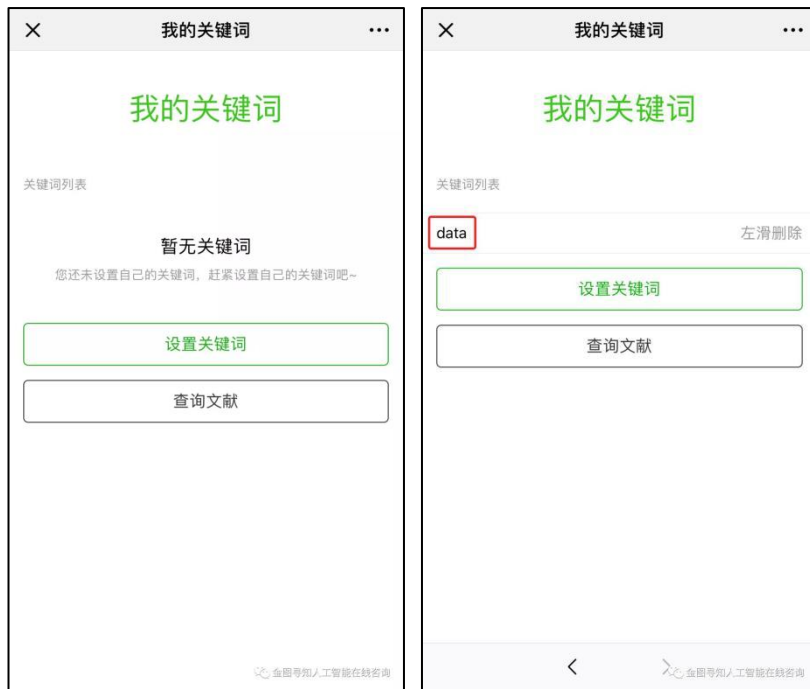 我的关键词
我的关键词
关键词列表
暂无关键词
您还未设置自己的关键词，赶紧设置自己的关键词吧~
设置关键词
查询文献
金图导知人工智能在线咨询
我的关键词
我的关键词
关键词列表
data
左滑删除
设置关键词
查询文献
金图导知人工智能在线咨询